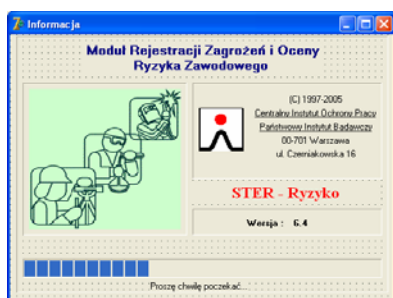 Informacja
Moduł Rejestracji Zagrożeń i Oceny
Ryzyka Zawodowego
(C) 1997-2005
Centralny Instytut Ochrony Pracy
Państwowy Instytut Badawczy
00-701 Warszawa
ul. Czerniakowska 16
STER - Ryzyko
Wersja : 6.4
Proszę chwilę poczekać...